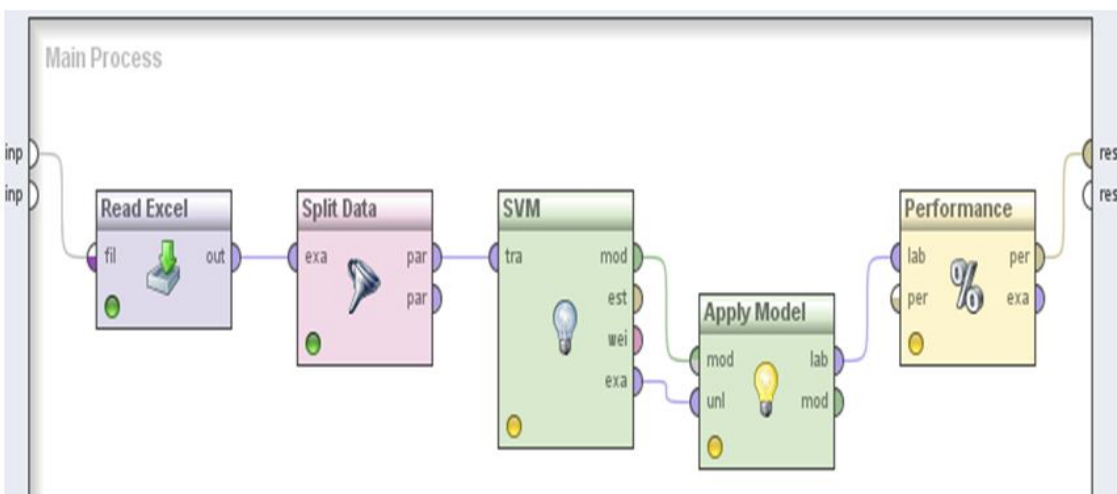 Main Process
inp
inp
res
res
Read Excel
fil
out
Split Data
exa
par
par
SVM
tra
mod
est
wei
exa
Apply Model
mod
lab
unl
mod
Performance
lab
per
per
exa
%